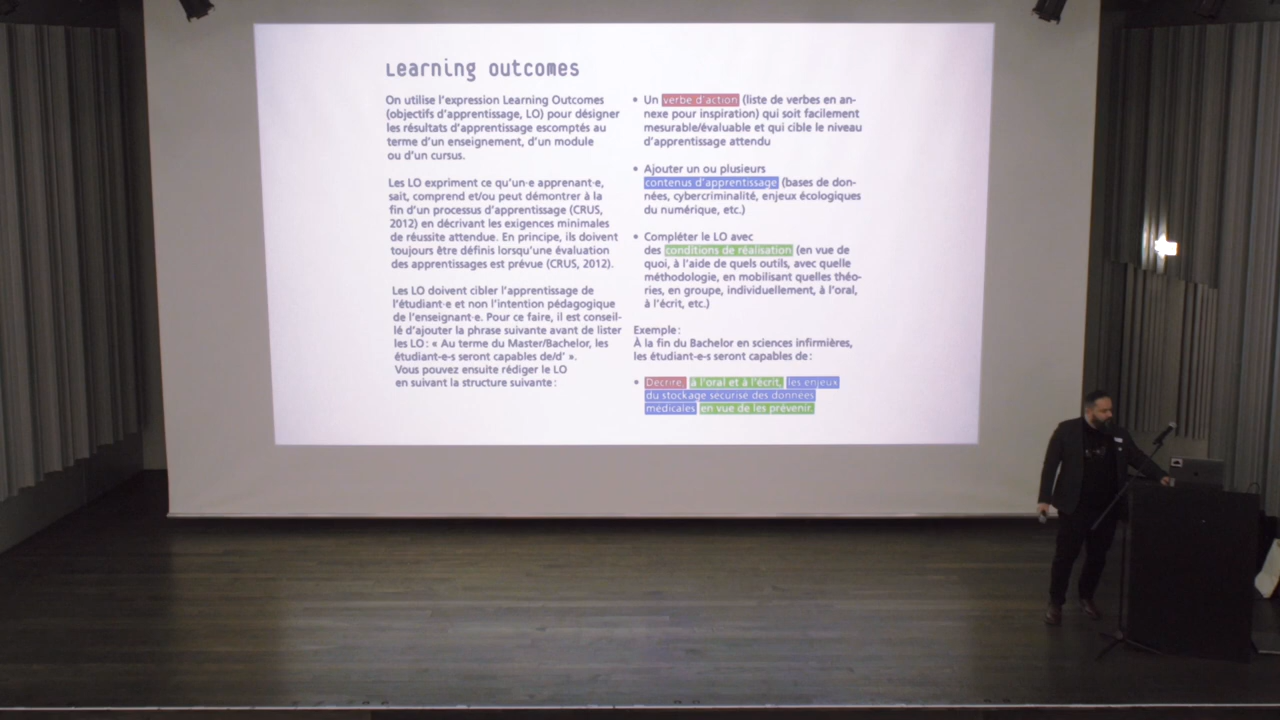 Learning outcomes
On utilise l'expression Learning Outcomes
(objectifs d'apprentissage, LO) pour désigner
les résultats d'apprentissage escomptés au
terme d'un enseignement, d'un module
ou d'un cursus.
Les LO expriment ce qu'un·e apprenant·e,
sait, comprend et/ou peut démontrer à la
fin d'un processus d'apprentissage (CRUS,
2012) en décrivant les exigences minimales
de réussite attendue. En principe, ils doivent
toujours être définis lorsqu'une évaluation
des apprentissages est prévue (CRUS, 2012).
Les LO doivent cibler l'apprentissage de
l'étudiant·e et non l'intention pédagogique
de l'enseignant·e. Pour ce faire, il est conseil-
lé d'ajouter la phrase suivante avant de lister
les LO : « Au terme du Master/Bachelor, les
étudiant-e-s seront capables de/d' ».
Vous pouvez ensuite rédiger le LO
en suivant la structure suivante :
• Un verbe d'action (liste de verbes en an-
nexe pour inspiration) qui soit facilement
mesurable/évaluable et qui cible le niveau
d'apprentissage attendu
• Ajouter un ou plusieurs
contenus d'apprentissage (bases de don-
nées, cybercriminalité, enjeux écologiques
du numérique, etc.)
• Compléter le LO avec
des conditions de réalisation (en vue de
quoi, à l'aide de quels outils, avec quelle
méthodologie, en mobilisant quelles théo-
ries, en groupe, individuellement, à l'oral,
à l'écrit, etc.)
Exemple :
À la fin du Bachelor en sciences infirmières,
les étudiant-e-s seront capables de :
• Décrire, à l'oral et à l'écrit, les enjeux
du stockage sécurisé des données
médicales en vue de les prévenir.